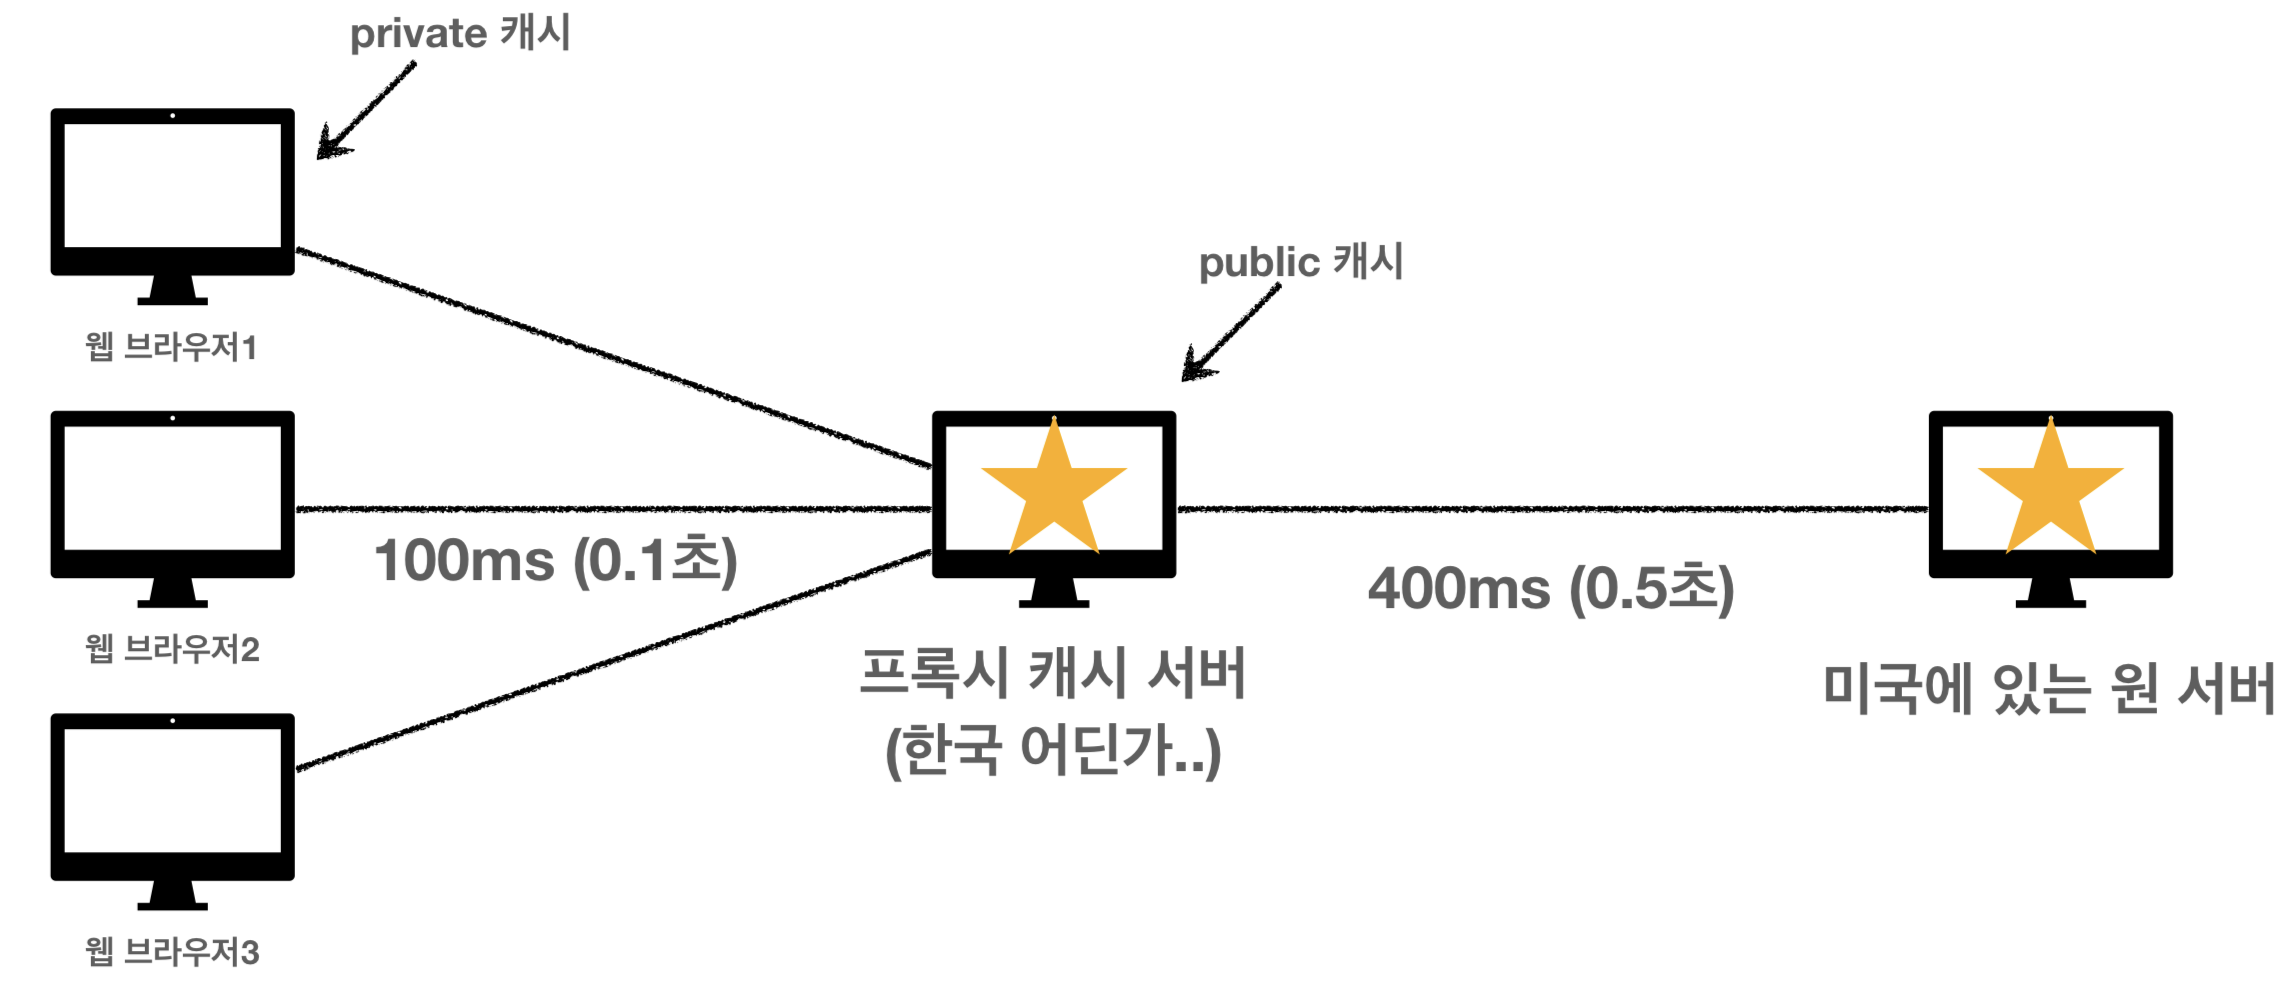 private 캐시
웹 브라우저1
public 캐시
웹 브라우저2
100ms (0.1초)
프록시 캐시 서버
(한국 어딘가..)
400ms (0.5초)
미국에 있는 원 서버
웹 브라우저3